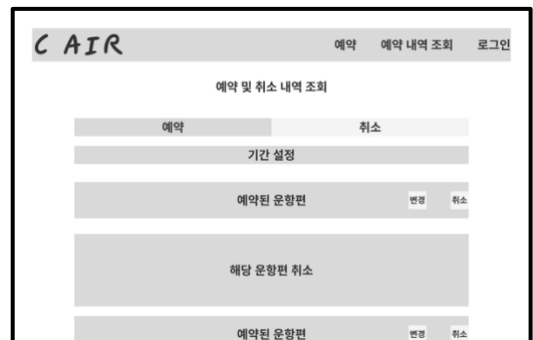 C AIR 예약 예약 내역 조회 로그인
예약 및 취소 내역 조회
예약 취소
기간 설정
예약된 운항편 변경 취소
해당 운항편 취소
예약된 운항편 변경 취소